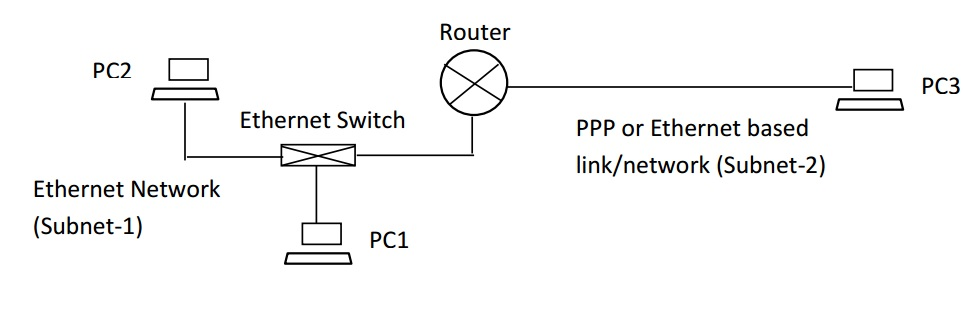 Router
PC2
PC3
Ethernet Switch
PPP or Ethernet based
link/network (Subnet-2)
Ethernet Network
(Subnet-1)
PC1